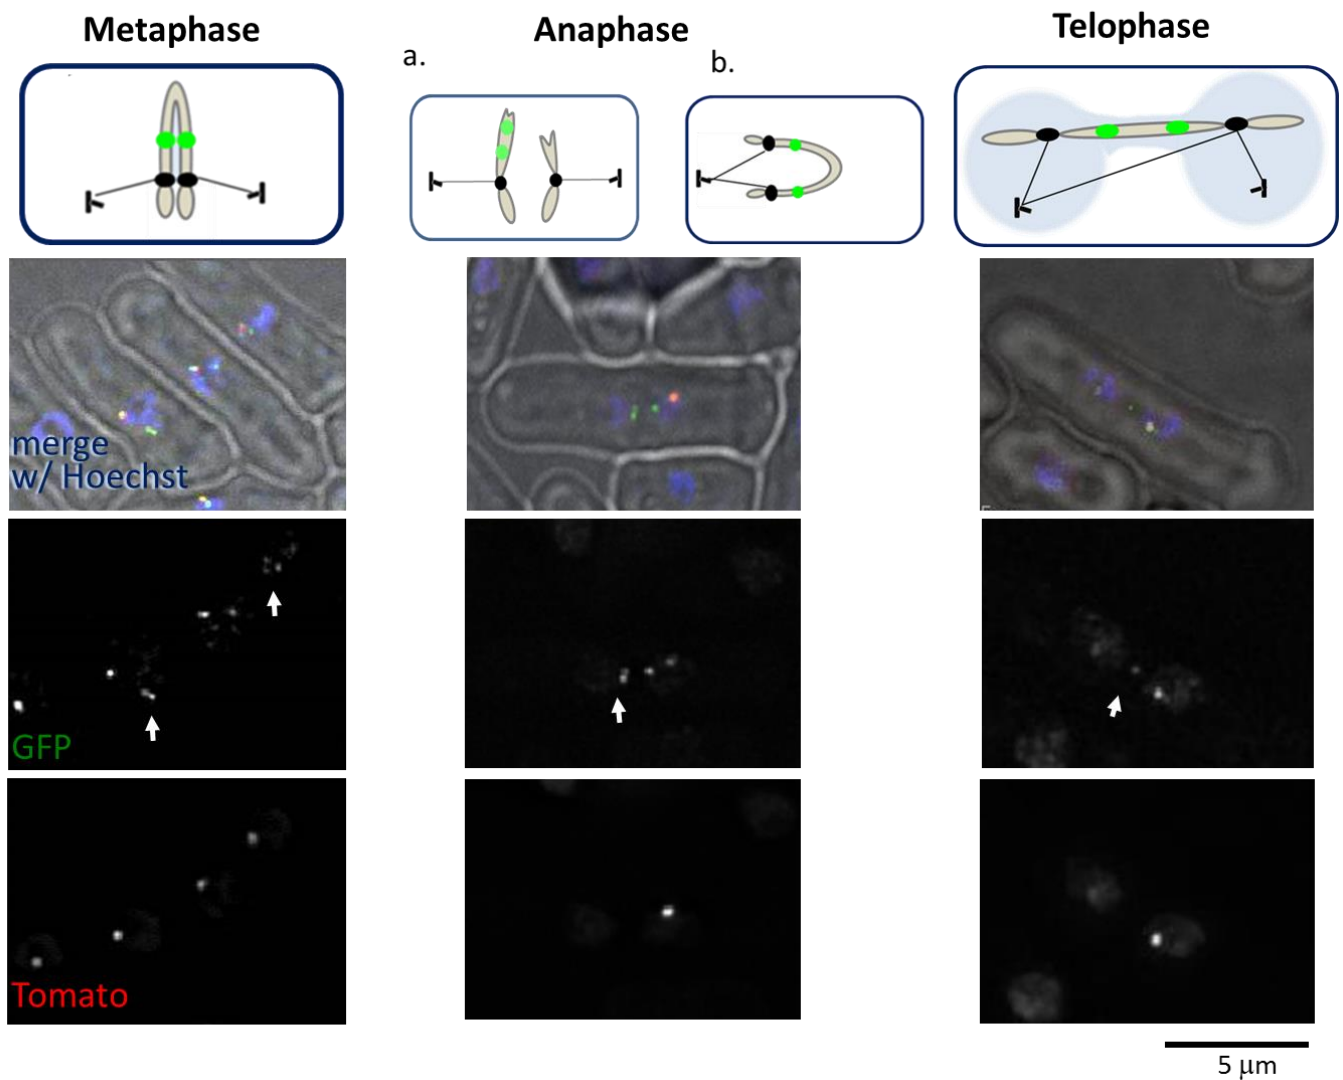 Metaphase
Anaphase
Telophase
a.
b.
merge
w/ Hoechst
GFP
Tomato
5 μm